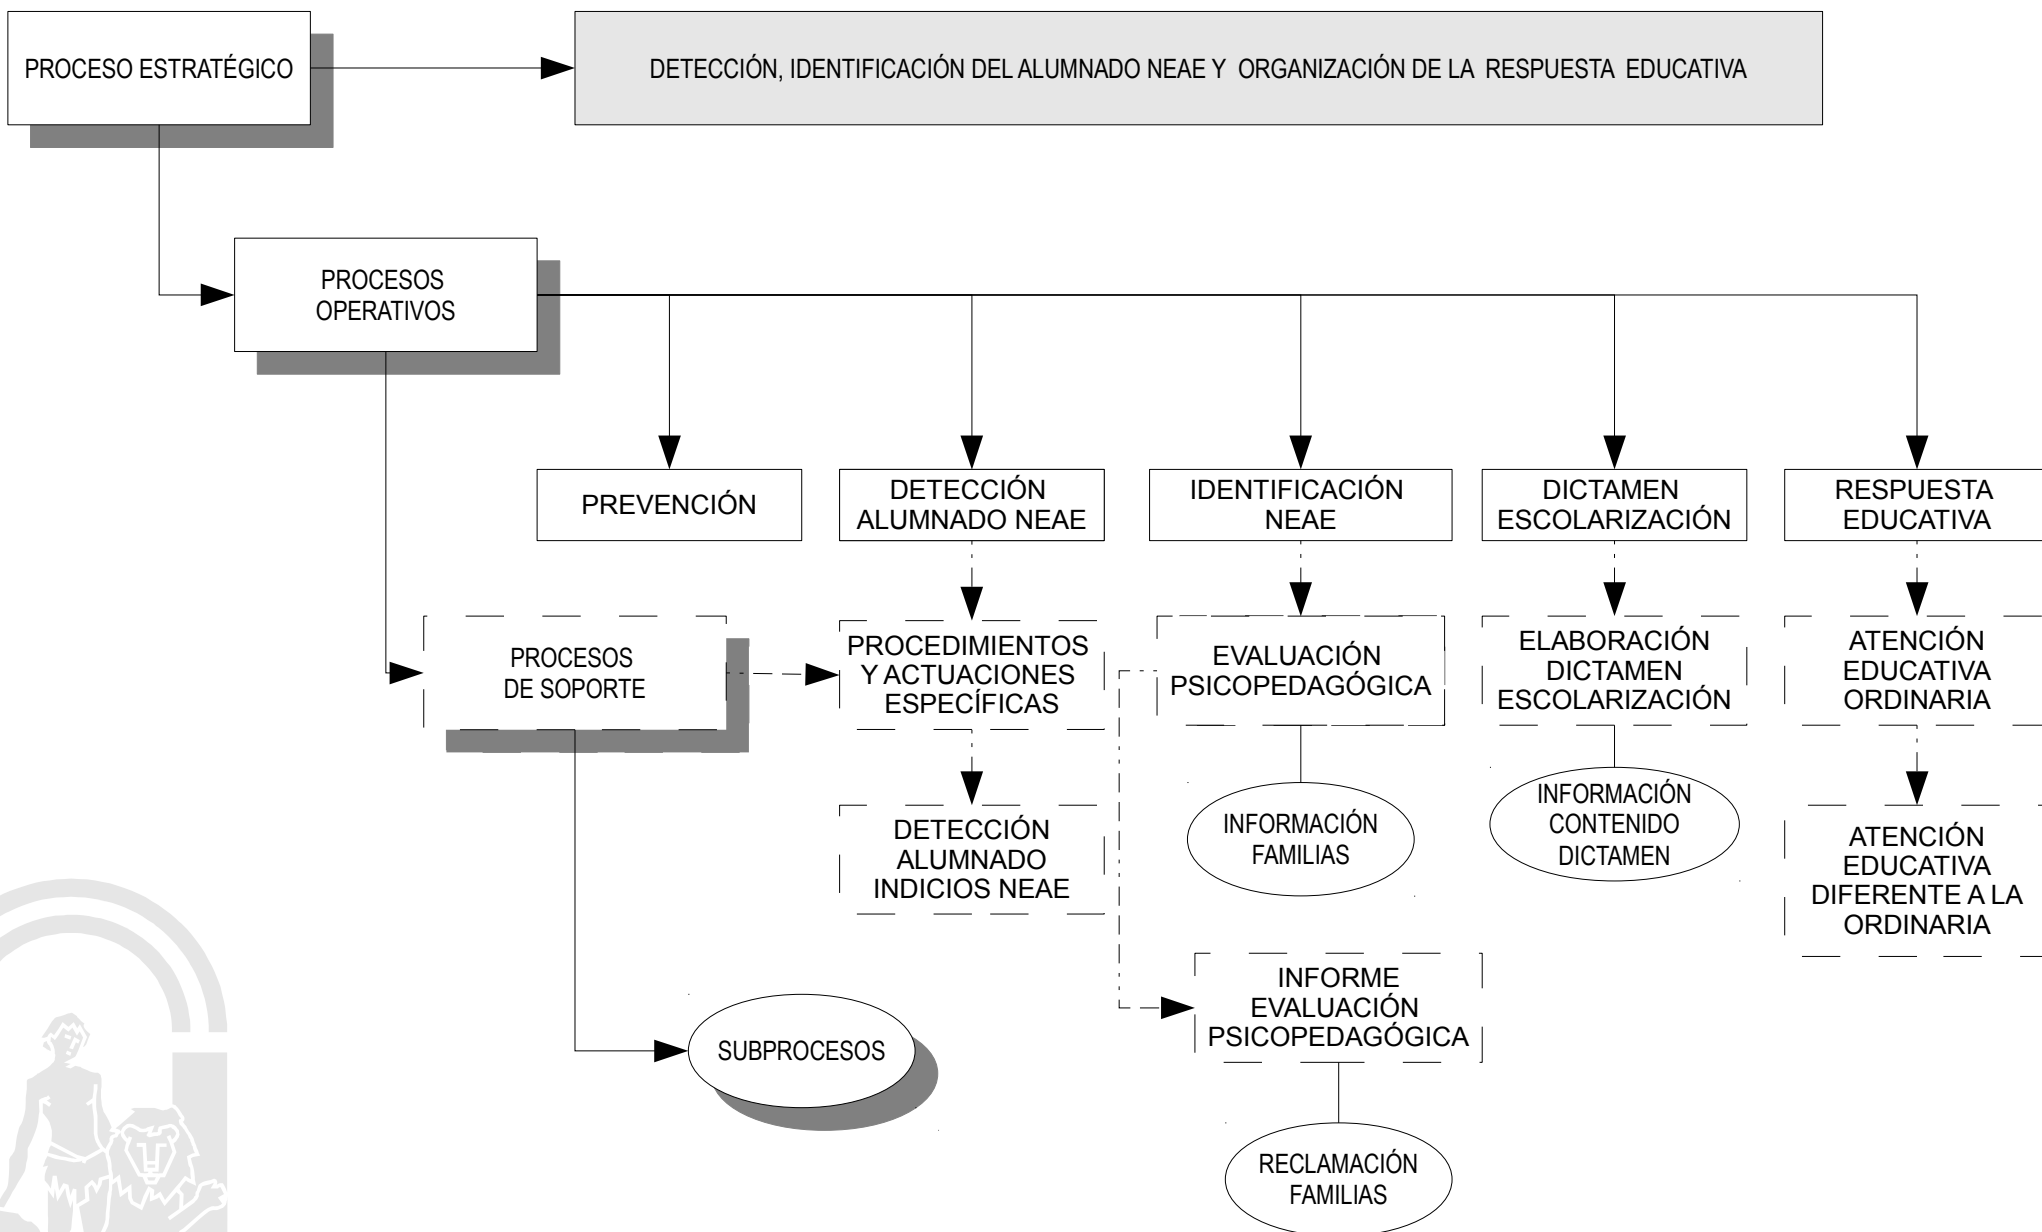 PROCESO ESTRATÉGICO
DETECCIÓN, IDENTIFICACIÓN DEL ALUMNADO NEAE Y ORGANIZACIÓN DE LA RESPUESTA EDUCATIVA
PROCESOS
OPERATIVOS
PREVENCIÓN
DETECCIÓN
ALUMNADO NEAE
IDENTIFICACIÓN
NEAE
DICTAMEN
ESCOLARIZACIÓN
RESPUESTA
EDUCATIVA
PROCESOS
DE SOPORTE
PROCEDIMIENTOS
Y ACTUACIONES
ESPECÍFICAS
EVALUACIÓN
PSICOPEDAGÓGICA
ELABORACIÓN
DICTAMEN
ESCOLARIZACIÓN
ATENCIÓN
EDUCATIVA
ORDINARIA
DETECCIÓN
ALUMNADO
INDICIOS NEAE
INFORMACIÓN
FAMILIAS
INFORMACIÓN
CONTENIDO
DICTAMEN
ATENCIÓN
EDUCATIVA
DIFERENTE A LA
ORDINARIA
INFORME
EVALUACIÓN
PSICOPEDAGÓGICA
SUBPROCESOS
RECLAMACIÓN
FAMILIAS